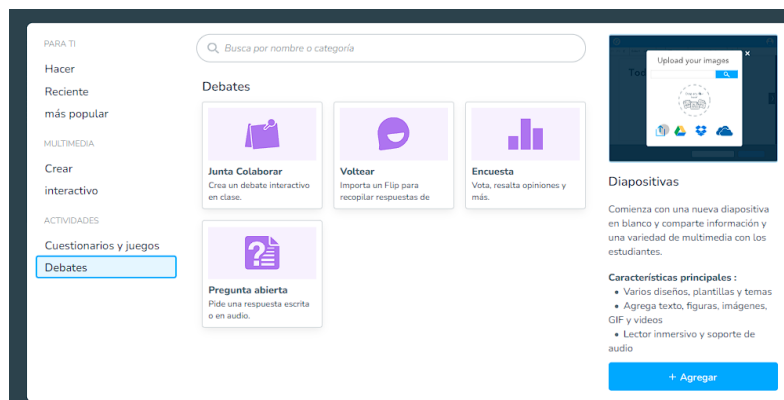 PARA TI
Hacer
Reciente
más popular
MULTIMEDIA
Crear
interactivo
ACTIVIDADES
Cuestionarios y juegos
Debates
Busca por nombre o categoría
Debates
Junta Colaborar
Crea un debate interactivo
en clase.
Voltear
Importa un Flip para
recopilar respuestas de
Encuesta
Vota, resalta opiniones y
más.
Pregunta abierta
Pide una respuesta escrita
o en audio.
Upload your images
Diapositivas
Comienza con una nueva diapositiva
en blanco y comparte información y
una variedad de multimedia con los
estudiantes.
Características principales :
• Varios diseños, plantillas y temas
• Agrega texto, figuras, imágenes,
GIF y videos
• Lector inmersivo y soporte de
audio
+ Agregar